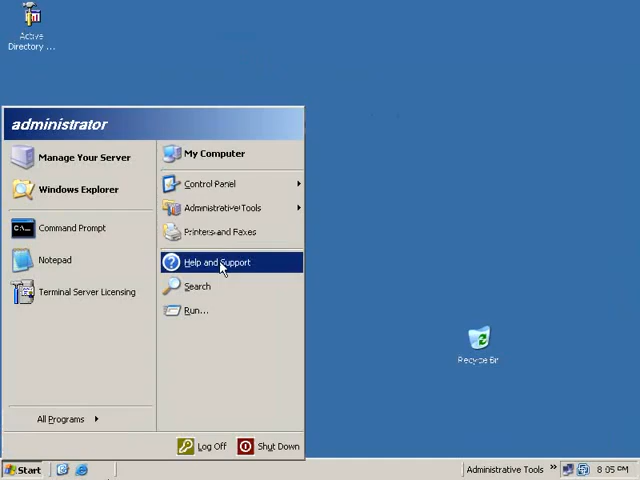 Active
Directory ...
administrator
Manage Your Server
Windows Explorer
Command Prompt
Notepad
Terminal Server Licensing
All Programs
My Computer
Control Panel
Administrative Tools
Printers and Faxes
Help and Support
Search
Run...
Log Off
Shut Down
Recycle Bin
Start
Administrative Tools
8:05 PM